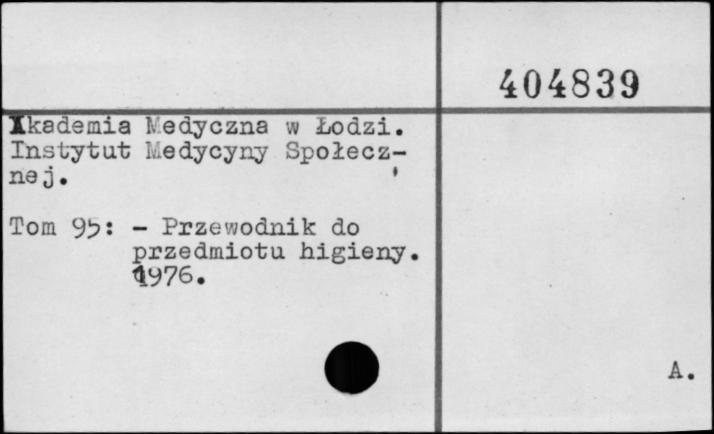 404839
Akademia Medyczna w Łodzi.
Instytut Medycyny Społecz-
nej.
Tom 95: - Przewodnik do
przedmiotu higieny.
1976.
A.